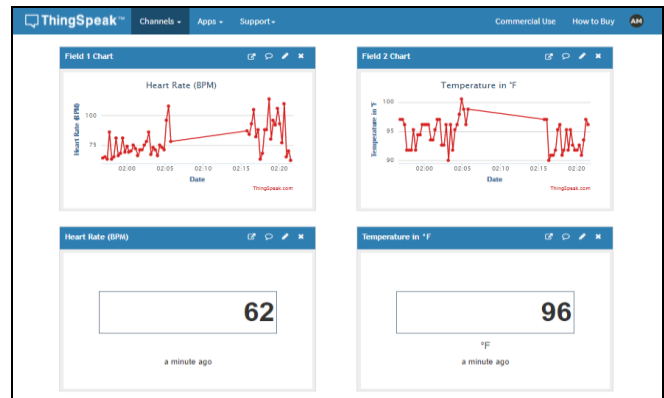 ThingSpeak™ Channels Apps Support Commercial Use How to Buy AM
Field 1 Chart
Heart Rate (BPM)
Heart Rate (BPM)
100
75
02:00 02:05 02:10 02:15 02:20
Date
ThingSpeak.com
Field 2 Chart
Temperature in °F
Temperature in °F
100
95
90
02:00 02:05 02:10 02:15 02:20
Date
ThingSpeak.com
Heart Rate (BPM)
62
a minute ago
Temperature in °F
96
°F
a minute ago